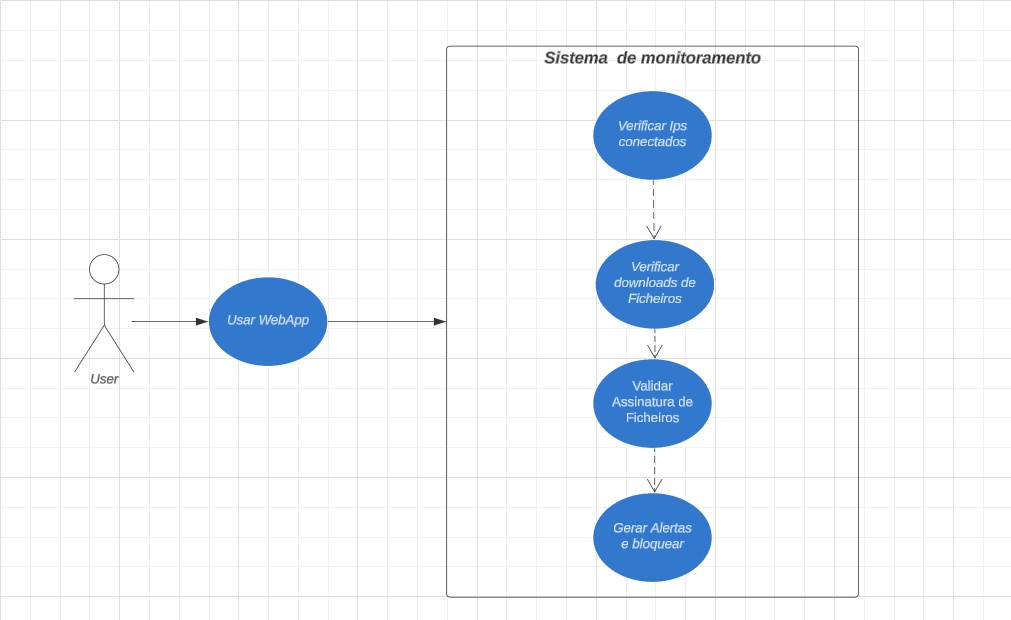 Sistema de monitoramento
Verificar Ips
conectados
Verificar
downloads de
Ficheiros
Usar WebApp
User
Validar
Assinatura de
Ficheiros
Gerar Alertas
e bloquear